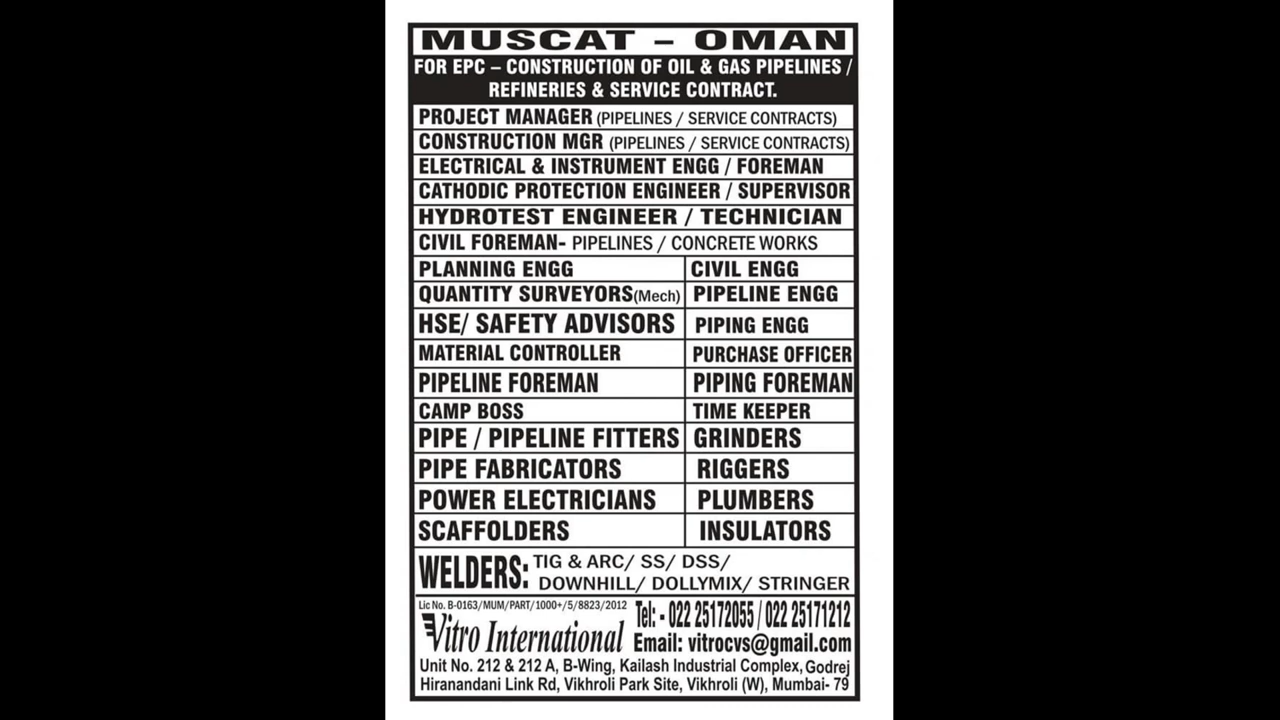 MUSCAT – OMAN
FOR EPC – CONSTRUCTION OF OIL & GAS PIPELINES /
REFINERIES & SERVICE CONTRACT.
PROJECT MANAGER (PIPELINES / SERVICE CONTRACTS)
CONSTRUCTION MGR (PIPELINES / SERVICE CONTRACTS)
ELECTRICAL & INSTRUMENT ENGG / FOREMAN
CATHODIC PROTECTION ENGINEER / SUPERVISOR
HYDROTEST ENGINEER / TECHNICIAN
CIVIL FOREMAN- PIPELINES / CONCRETE WORKS
PLANNING ENGG CIVIL ENGG
QUANTITY SURVEYORS(Mech) PIPELINE ENGG
HSE/ SAFETY ADVISORS PIPING ENGG
MATERIAL CONTROLLER PURCHASE OFFICER
PIPELINE FOREMAN PIPING FOREMAN
CAMP BOSS TIME KEEPER
PIPE / PIPELINE FITTERS GRINDERS
PIPE FABRICATORS RIGGERS
POWER ELECTRICIANS PLUMBERS
SCAFFOLDERS INSULATORS
WELDERS: TIG & ARC/ SS/ DSS/
DOWNHILL/ DOLLYMIX/ STRINGER
Lic No. B-0163/MUM/PART/1000+/5/8823/2012
Tel: - 022 25172055 / 022 25171212
Vitro International
Email: vitrocvs@gmail.com
Unit No. 212 & 212 A, B-Wing, Kailash Industrial Complex, Godrej
Hiranandani Link Rd, Vikhroli Park Site, Vikhroli (W), Mumbai- 79